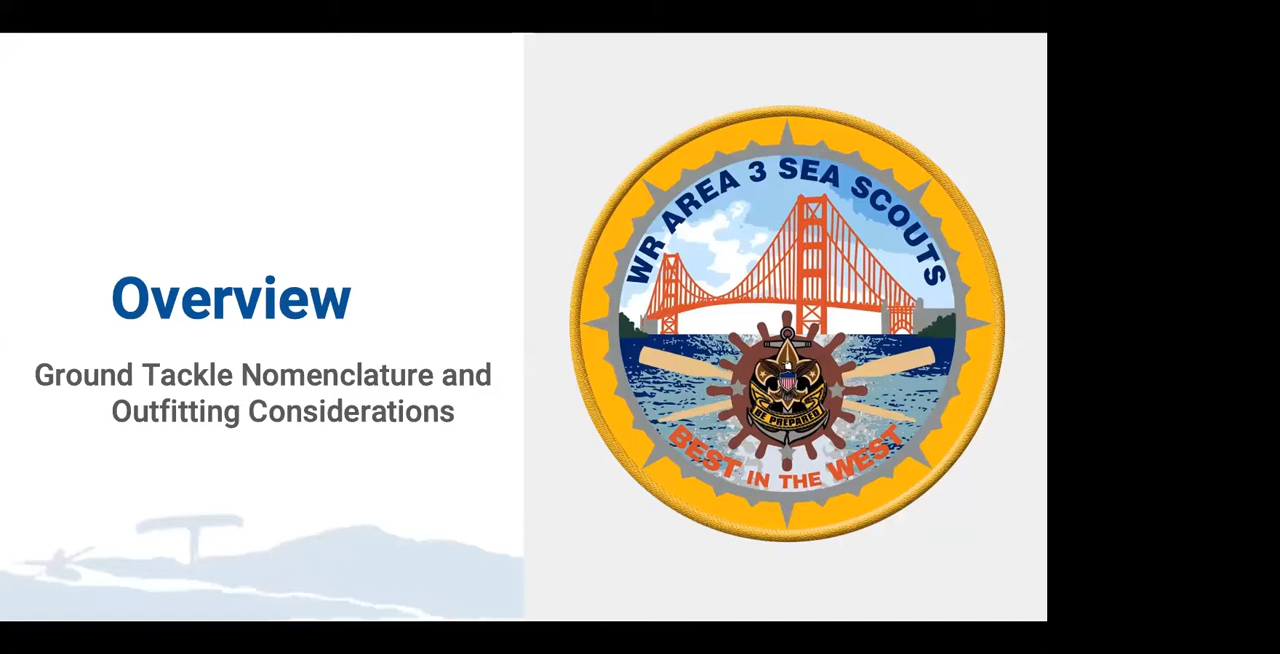 Overview
Ground Tackle Nomenclature and
Outfitting Considerations
WR AREA 3 SEA SCOUTS
BE PREPARED
BEST IN THE WEST